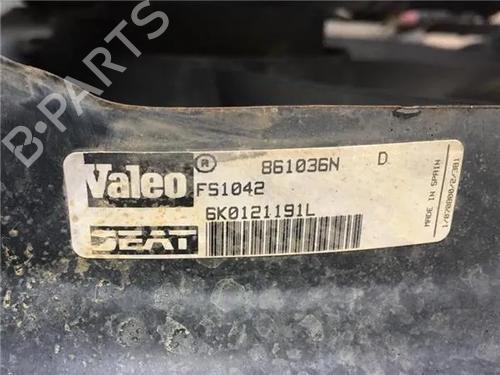 B-PARTS
Valeo ® 861036N D
FS1042
6K0121191L
SEAT
MADE IN SPAIN